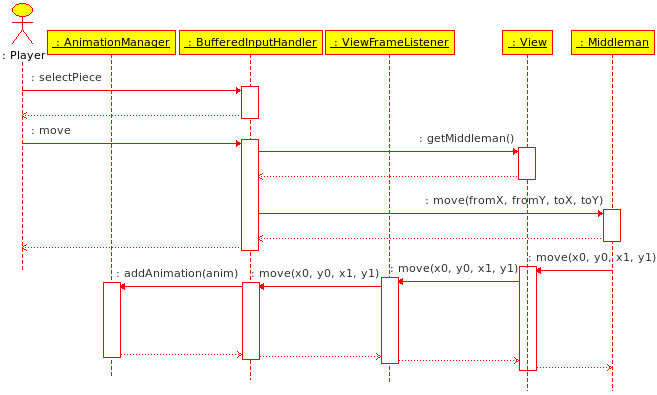 : Player
: AnimationManager
: BufferedInputHandler
: ViewFrameListener
: View
: Middleman
: selectPiece
: move
: getMiddleman()
: move(fromX, fromY, toX, toY)
: move(x0, y0, x1, y1)
: move(x0, y0, x1, y1)
: move(x0, y0, x1, y1)
: addAnimation(anim)